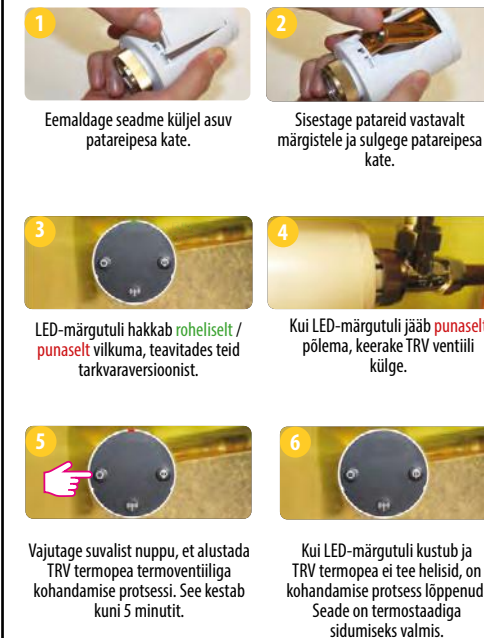 1
Eemaldage seadme küljel asuv
patareipesa kate.
2
Sisestage patareid vastavalt
märgistele ja sulgege patareipesa
kate.
3
LED-märgutuli hakkab roheliselt /
punaselt vilkuma, teavitades teid
tarkvaraversioonist.
4
Kui LED-märgutuli jääb punaselt
põlema, keerake TRV ventiili
külge.
5
Vajutage suvalist nuppu, et alustada
TRV termopea termoventiiliga
kohandamise protsessi. See kestab
kuni 5 minutit.
6
Kui LED-märgutuli kustub ja
TRV termopea ei tee helisid, on
kohandamise protsess lõppenud
Seade on termostaadiga
sidumiseks valmis.